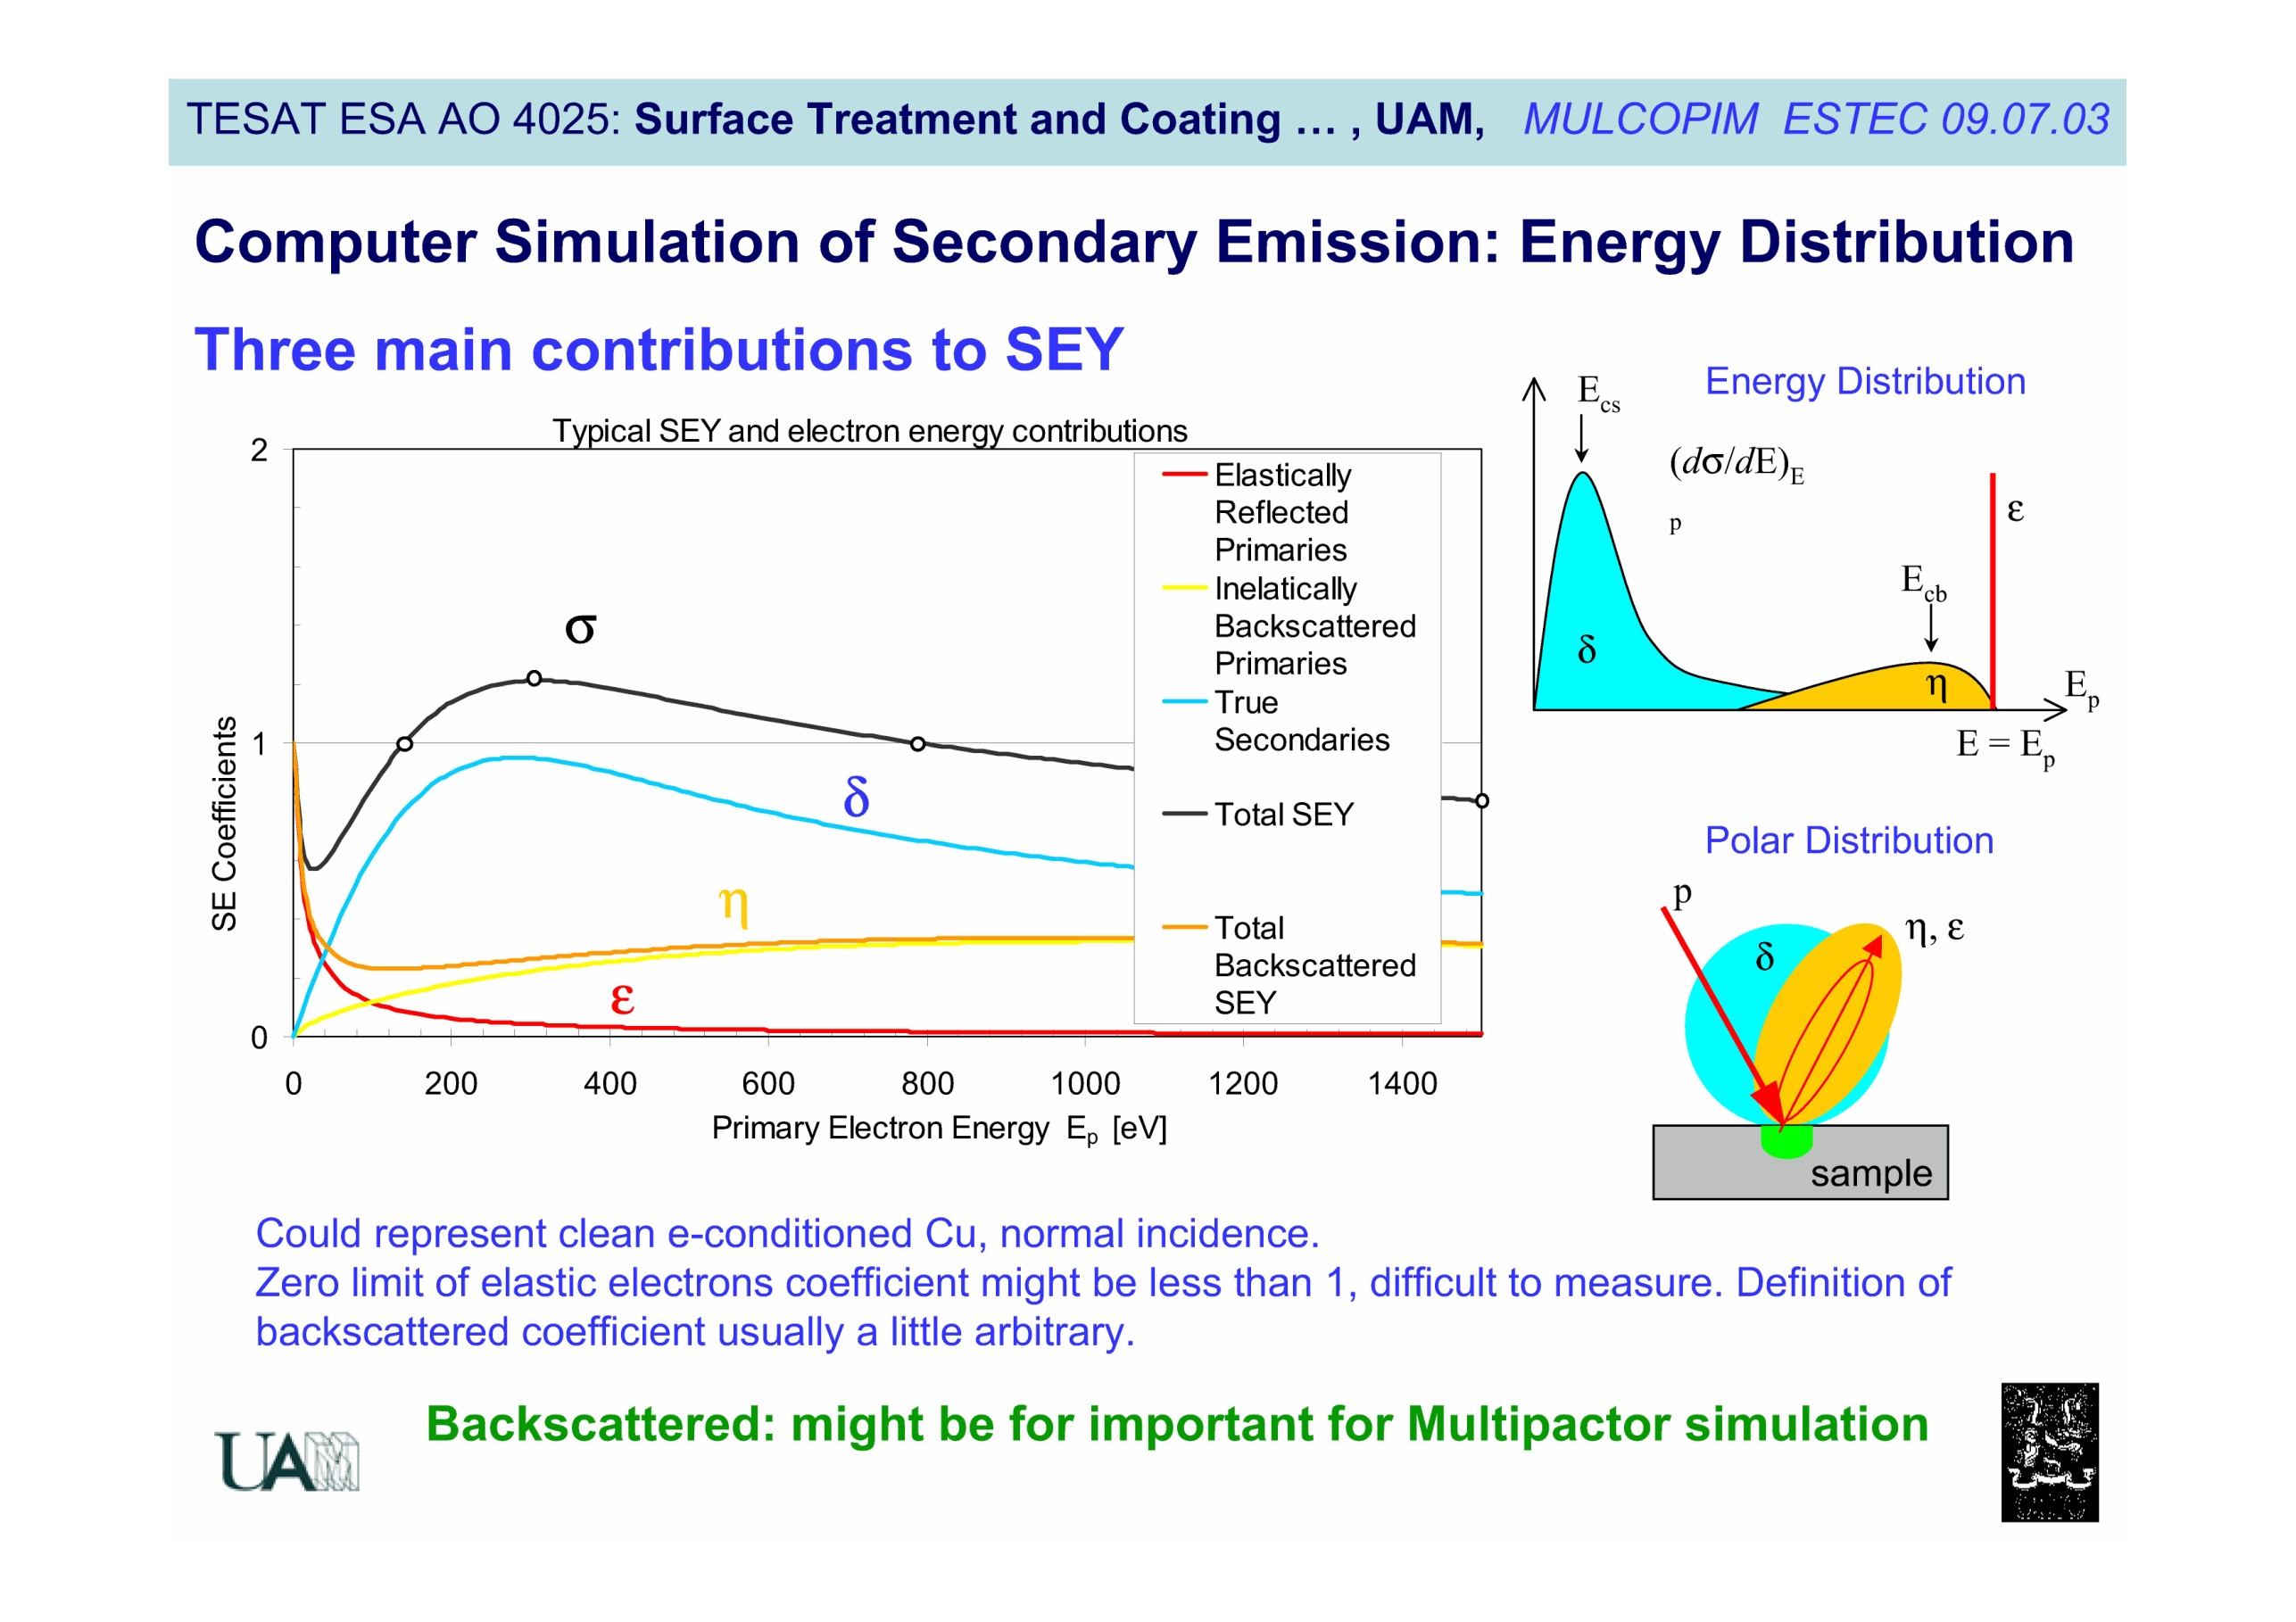 TESAT ESA AO 4025: Surface Treatment and Coating … , UAM, MULCOPIM ESTEC 09.07.03
Computer Simulation of Secondary Emission: Energy Distribution
Three main contributions to SEY
Typical SEY and electron energy contributions
2
1
0
SE Coefficients
σ
δ
η
ε
Elastically
Reflected
Primaries
Inelatically
Backscattered
Primaries
True
Secondaries
Total SEY
Total
Backscattered
SEY
0 200 400 600 800 1000 1200 1400
Primary Electron Energy Ep [eV]
Energy Distribution
Ecs
(dσ/dE)E
p
ε
Ecb
δ
η
Ep
E = Ep
Polar Distribution
p
δ
η, ε
sample
Could represent clean e-conditioned Cu, normal incidence.
Zero limit of elastic electrons coefficient might be less than 1, difficult to measure. Definition of
backscattered coefficient usually a little arbitrary.
UAM
Backscattered: might be for important for Multipactor simulation